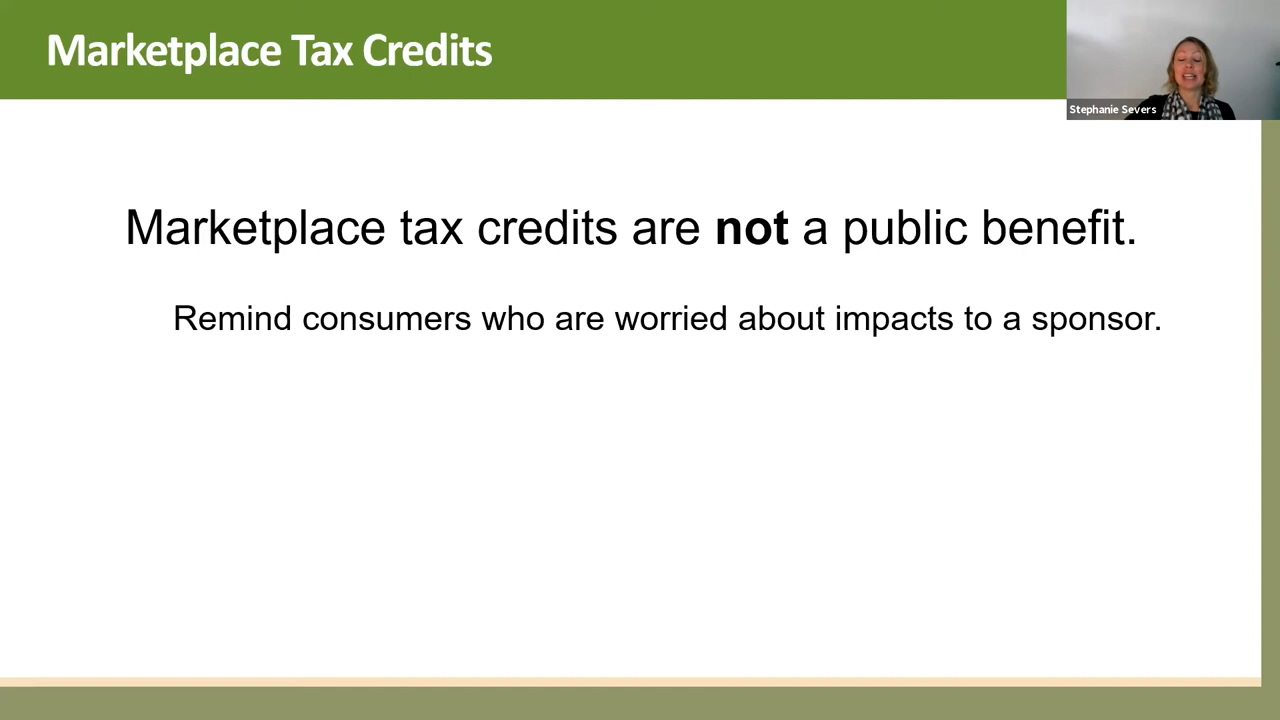 Marketplace Tax Credits
Stephanie Severs
Marketplace tax credits are not a public benefit.
Remind consumers who are worried about impacts to a sponsor.